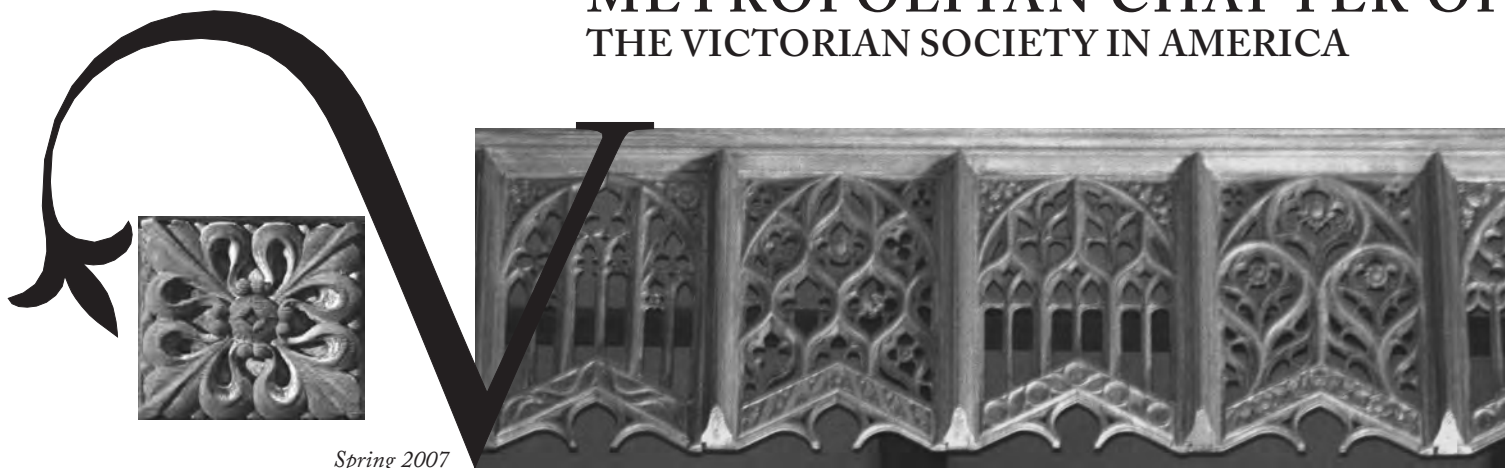 METROPOLITAN CHAPTER OF
THE VICTORIAN SOCIETY IN AMERICA
V
Spring 2007